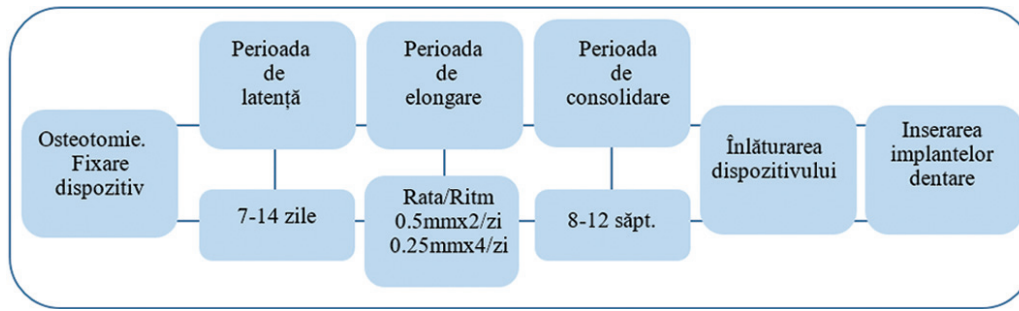 Osteotomie.
Fixare
dispozitiv
Perioada
de
latență
7-14 zile
Perioada
de
elongare
Rata/Ritm
0.5mmx2/zi
0.25mmx4/zi
Perioada
de
consolidare
8-12 săpt.
Înlăturarea
dispozitivului
Inserarea
implantelor
dentare